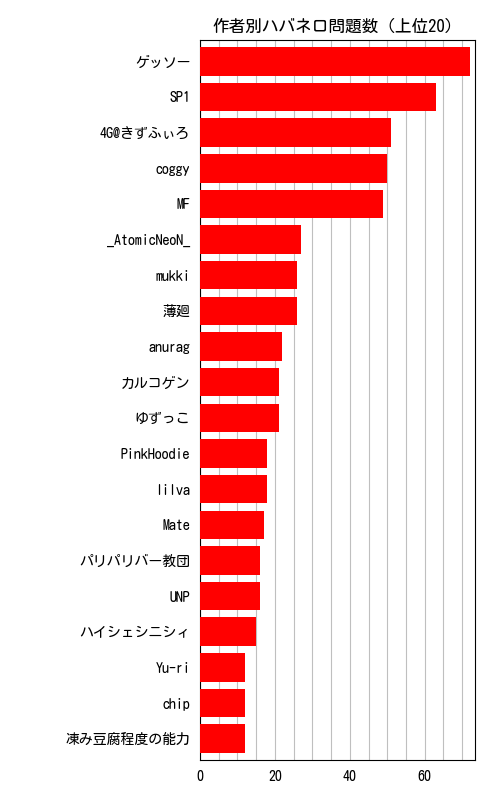 作者別ハバネロ問題数 (上位20)
ゲッソー
SP1
4G@きずふぃろ
coggy
MF
_AtomicNeoN_
mukki
薄廻
anurag
カルコゲン
ゆずっこ
PinkHoodie
lilva
Mate
パリパリバー教団
UNP
ハイシェシニシィ
Yu-ri
chip
凍み豆腐程度の能力
0 20 40 60